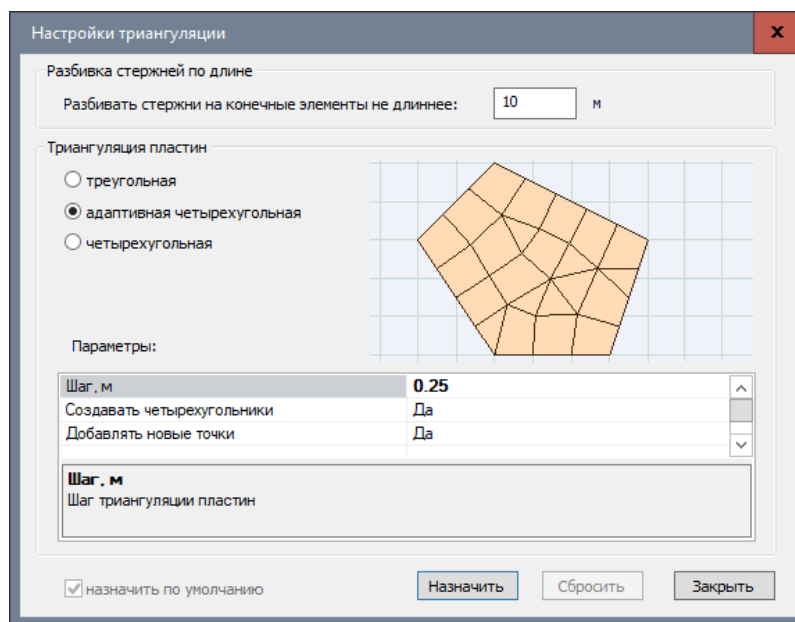 Настройки триангуляции
x
Разбивка стержней по длине
Разбивать стержни на конечные элементы не длиннее: 10 м
Триангуляция пластин
треугольная
адаптивная четырехугольная
четырехугольная
Параметры:
Шаг, м 0.25
Создавать четырехугольники Да
Добавлять новые точки Да
Шаг, м
Шаг триангуляции пластин
назначить по умолчанию Назначить Сбросить Закрыть